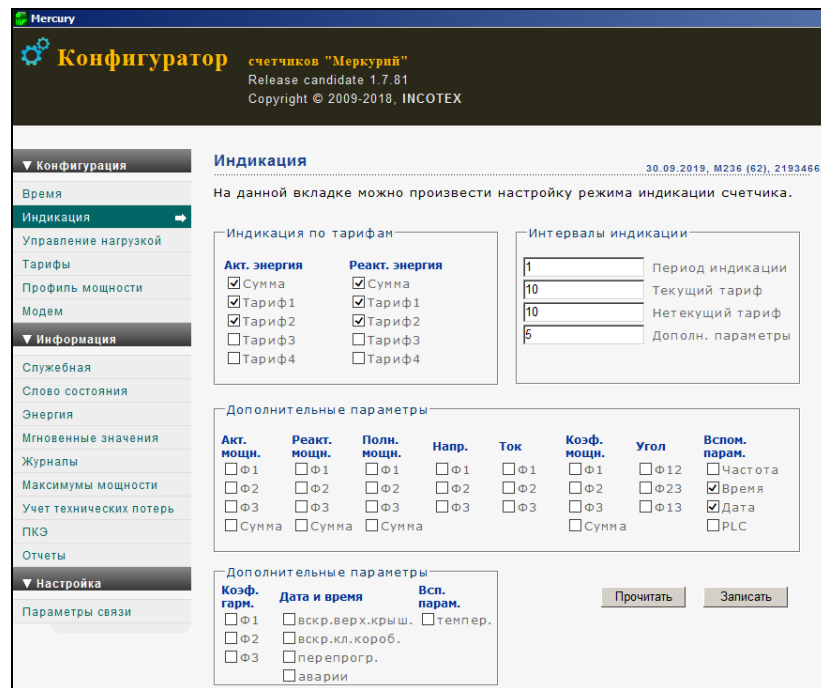 Mercury
Конфигуратор счетчиков "Меркурий"
Release candidate 1.7.81
Copyright © 2009-2018, INCOTEX
▼ Конфигурация
Время
Индикация
Управление нагрузкой
Тарифы
Профиль мощности
Модем
▼ Информация
Служебная
Слово состояния
Энергия
Мгновенные значения
Журналы
Максимумы мощности
Учет технических потерь
ПКЭ
Отчеты
▼ Настройка
Параметры связи
Индикация
30.09.2019, М236 (62), 2193466
На данной вкладке можно произвести настройку режима индикации счетчика.
Индикация по тарифам
Акт. энергия Реакт. энергия
Сумма Сумма
Тариф1 Тариф1
Тариф2 Тариф2
Тариф3 Тариф3
Тариф4 Тариф4
Интервалы индикации
1 Период индикации
10 Текущий тариф
10 Нетекущий тариф
5 Дополн. параметры
Дополнительные параметры
Акт. мощн. Реакт. мощн. Полн. мощн. Напр. Ток Коэф. мощн. Угол Вспом. парам.
Ф1 Ф1 Ф1 Ф1 Ф1 Ф1 Ф12 Частота
Ф2 Ф2 Ф2 Ф2 Ф2 Ф2 Ф23 Время
Ф3 Ф3 Ф3 Ф3 Ф3 Ф3 Ф13 Дата
Сумма Сумма Сумма Сумма PLC
Дополнительные параметры
Коэф. гарм. Дата и время Всп. парам.
Ф1 вскр.верх.крыш. темпер.
Ф2 вскр.кл.короб.
Ф3 перепрогр.
аварии
Прочитать Записать